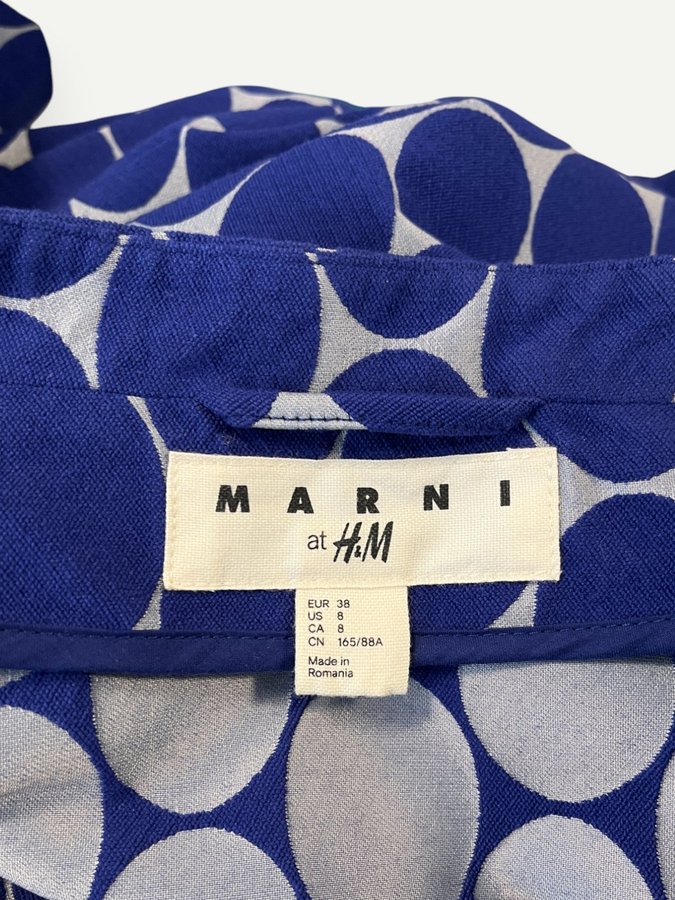 MARNI
at H&M
EUR 38
US 8
CA 8
CN 165/88A
Made in
Romania